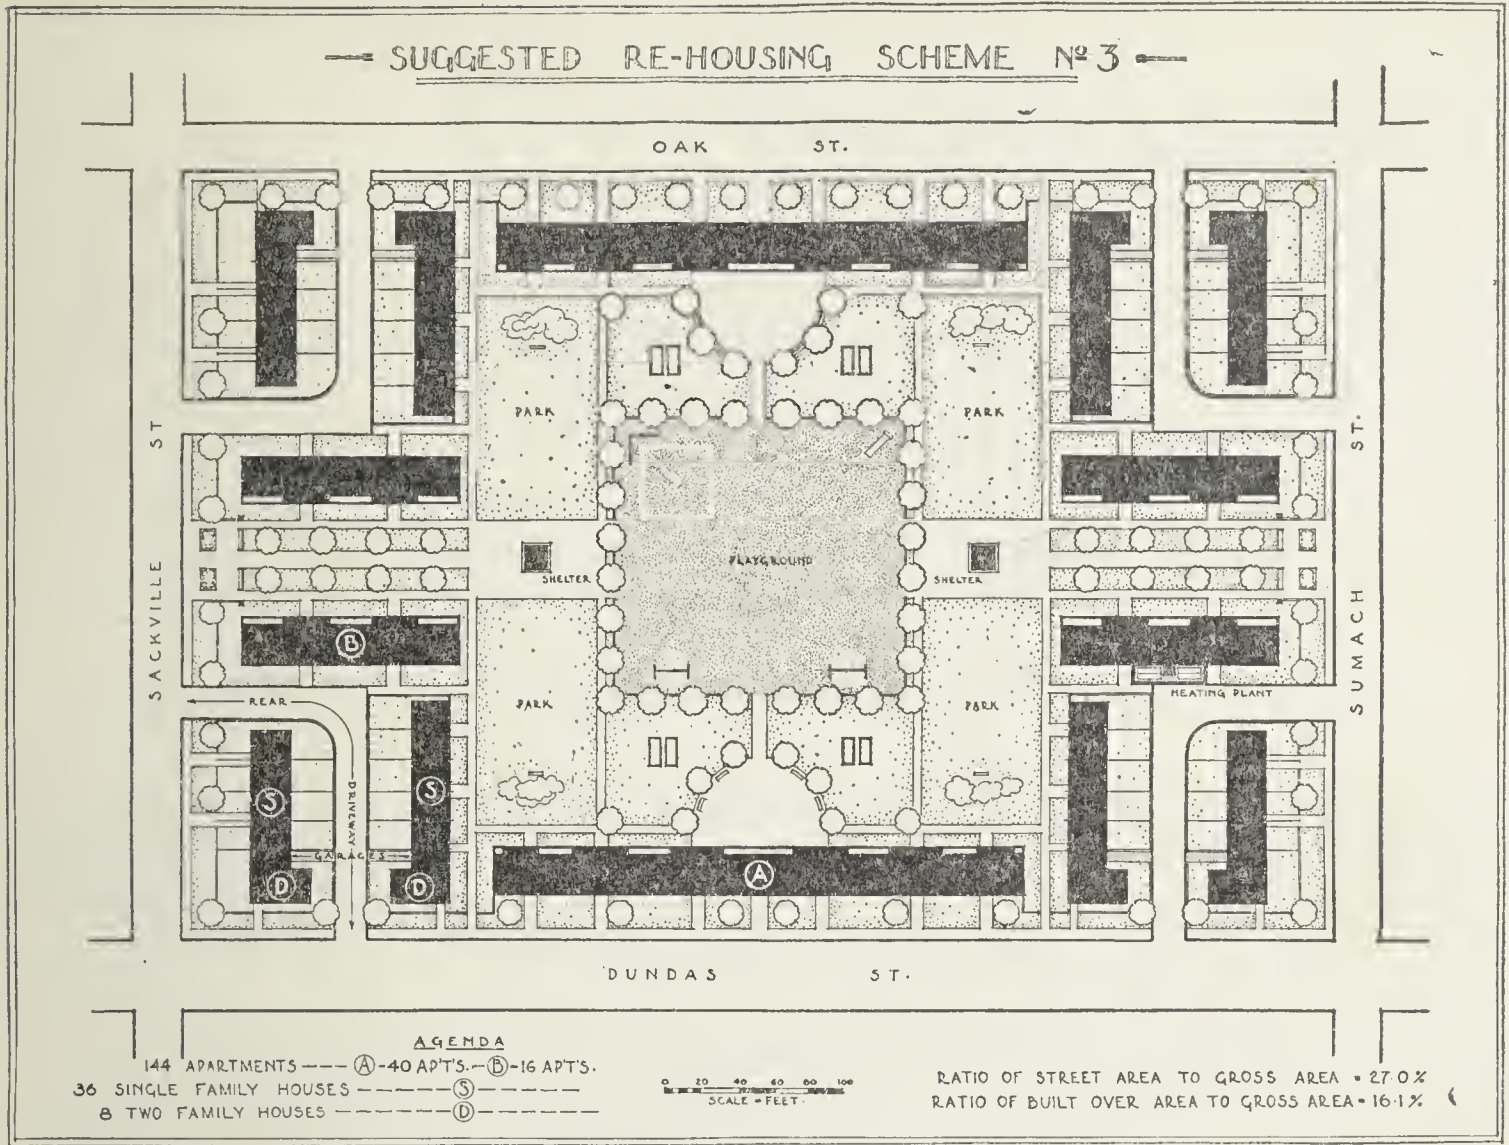 SUGGESTED RE-HOUSING SCHEME Nº 3
OAK ST.
SACKVILLE ST
SUMACH ST.
PARK
PARK
PLAYGROUND
SHELTER
SHELTER
B
REAR
DRIVEWAY
PARK
PARK
HEATING PLANT
S
S
GARAGES
D
D
A
DUNDAS ST.
AGENDA
144 APARTMENTS --- A - 40 AP'T'S. - B - 16 AP'T'S.
36 SINGLE FAMILY HOUSES ----- S -----
8 TWO FAMILY HOUSES ----- D -----
0 20 40 60 80 100
SCALE = FEET.
RATIO OF STREET AREA TO GROSS AREA = 27.0%
RATIO OF BUILT OVER AREA TO GROSS AREA = 16.1%